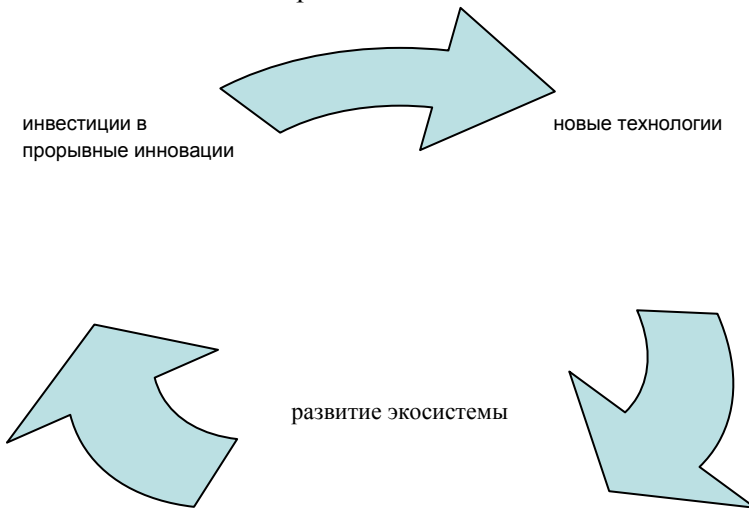 инвестиции в
прорывные инновации
новые технологии
развитие экосистемы